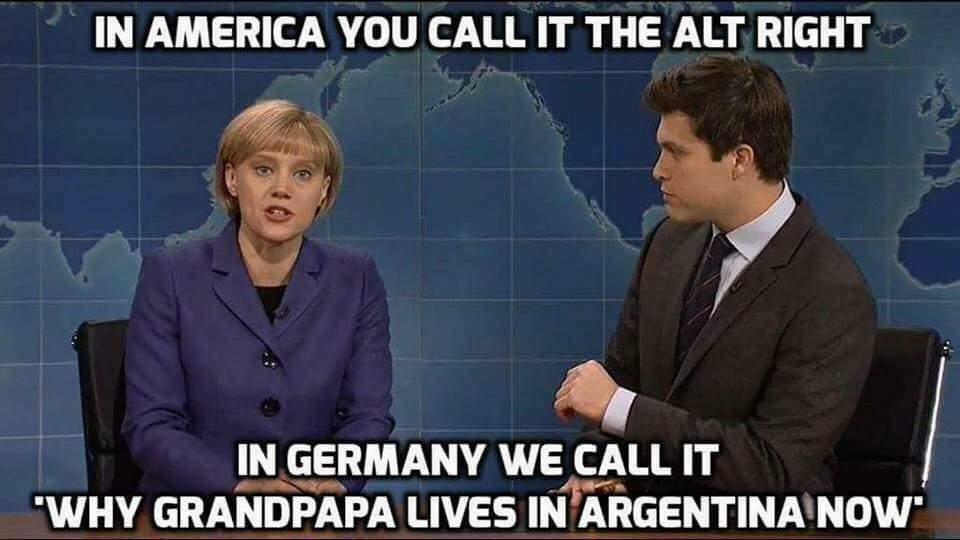 IN AMERICA YOU CALL IT THE ALT RIGHT
IN GERMANY WE CALL IT
"WHY GRANDPAPA LIVES IN ARGENTINA NOW"